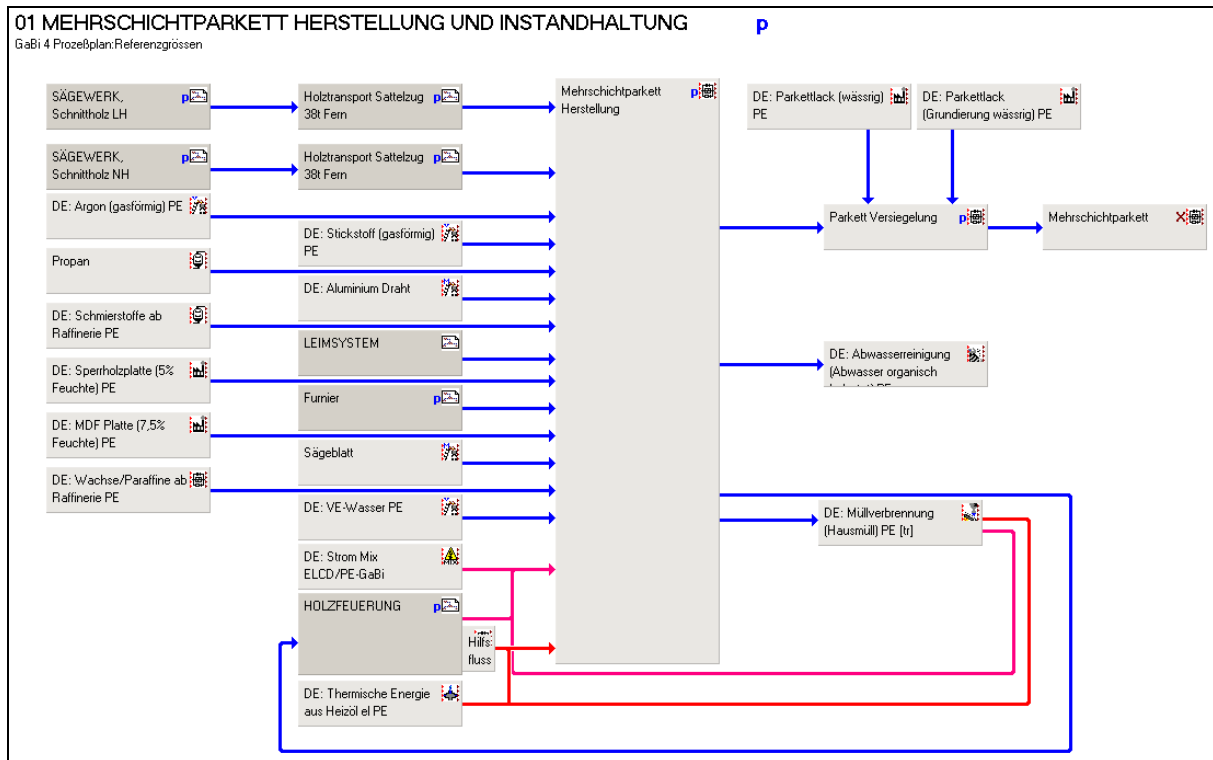 01 MEHRSCHICHTPARKETT HERSTELLUNG UND INSTANDHALTUNG p
GaBi 4 Prozeßplan:Referenzgrössen
SÄGEWERK, p
Schnittholz LH
Holztransport Sattelzug p
38t Fern
Mehrschichtparkett p
Herstellung
DE: Parkettlack (wässrig)
PE
DE: Parkettlack
(Grundierung wässrig) PE
SÄGEWERK, p
Schnittholz NH
Holztransport Sattelzug p
38t Fern
DE: Argon (gasförmig) PE
DE: Stickstoff (gasförmig)
PE
Parkett Versiegelung p
Mehrschichtparkett X
Propan
DE: Aluminium Draht
DE: Schmierstoffe ab
Raffinerie PE
LEIMSYSTEM
DE: Abwasserreinigung
(Abwasser organisch
DE: Sperrholzplatte (5%
Feuchte) PE
Furnier p
DE: MDF Platte (7,5%
Feuchte) PE
Sägeblatt
DE: Wachse/Paraffine ab
Raffinerie PE
DE: VE-Wasser PE
DE: Müllverbrennung
(Hausmüll) PE [tr]
DE: Strom Mix
ELCD/PE-GaBi
HOLZFEUERUNG p
Hilfs:
fluss
DE: Thermische Energie
aus Heizöl el PE